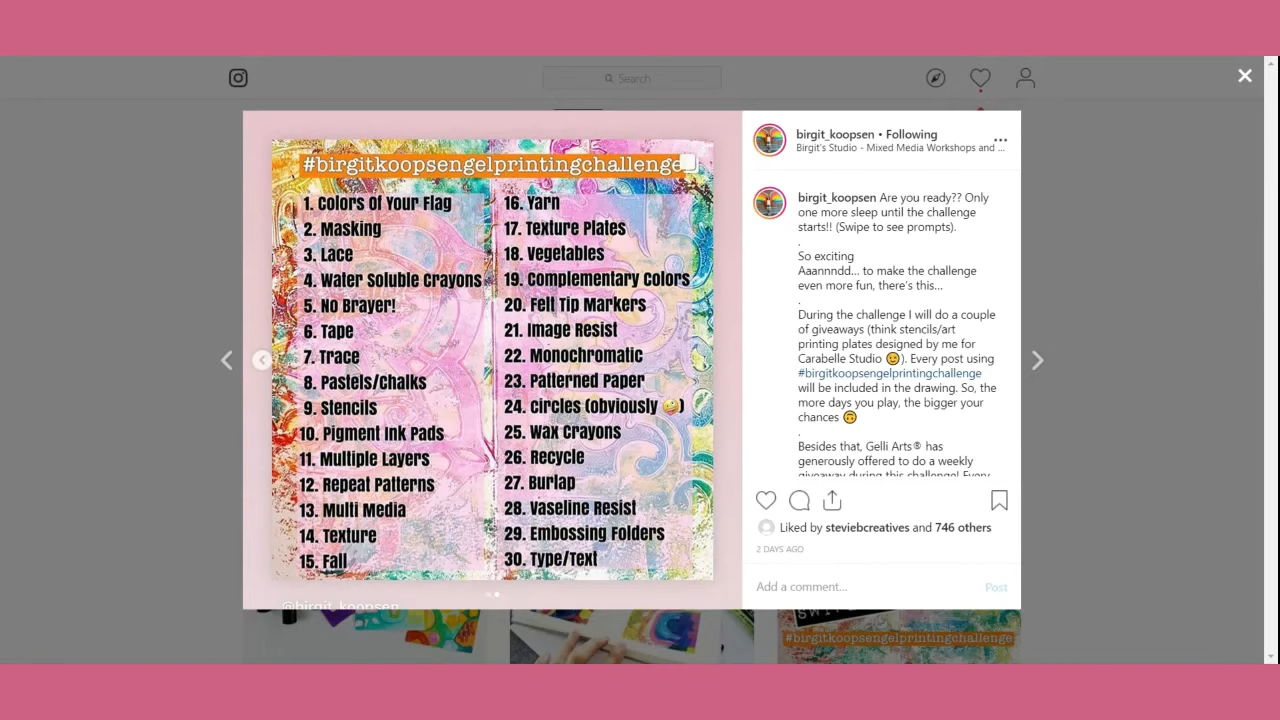 Search
#birgitkoopsengelprintingchallenge
1. Colors Of Your Flag
2. Masking
3. Lace
4. Water Soluble Crayons
5. No Brayer!
6. Tape
7. Trace
8. Pastels/Chalks
9. Stencils
10. Pigment Ink Pads
11. Multiple Layers
12. Repeat Patterns
13. Multi Media
14. Texture
15. Fall
16. Yarn
17. Texture Plates
18. Vegetables
19. Complementary Colors
20. Felt Tip Markers
21. Image Resist
22. Monochromatic
23. Patterned Paper
24. circles (obviously 🤪)
25. Wax Crayons
26. Recycle
27. Burlap
28. Vaseline Resist
29. Embossing Folders
30. Type/Text
@birgit_koopsen
birgit_koopsen • Following
Birgit's Studio - Mixed Media Workshops and ...
birgit_koopsen Are you ready?? Only
one more sleep until the challenge
starts!! (Swipe to see prompts).
.
So exciting
Aaannndd... to make the challenge
even more fun, there's this...
.
During the challenge I will do a couple
of giveaways (think stencils/art
printing plates designed by me for
Carabelle Studio 😉). Every post using
#birgitkoopsengelprintingchallenge
will be included in the drawing. So, the
more days you play, the bigger your
chances 🙃
.
Besides that, Gelli Arts® has
generously offered to do a weekly
giveaway during this challenge! Every
Liked by steviebcreatives and 746 others
2 DAYS AGO
Add a comment...
Post
#birgitkoopsengelprintingchallenge